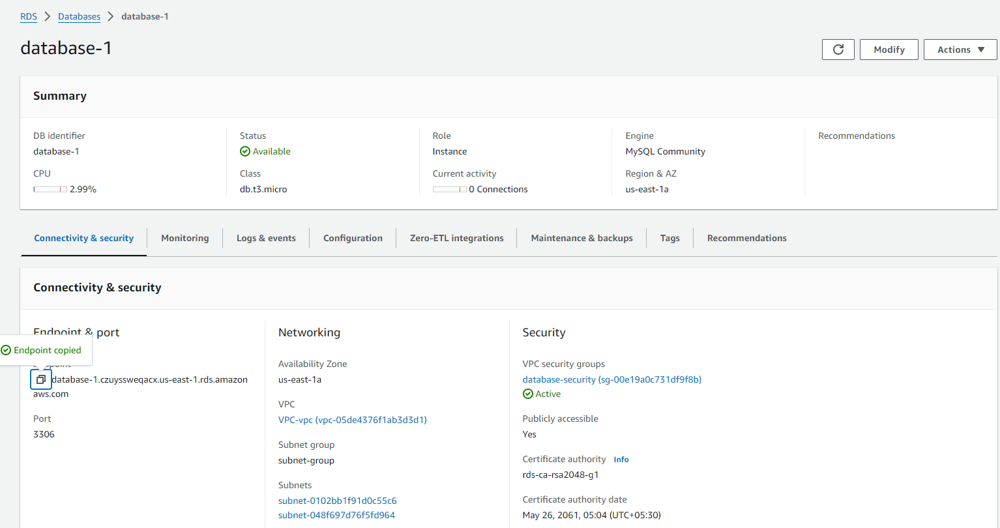 RDS > Databases > database-1
database-1
Modify
Actions
Summary
DB identifier
database-1
Status
Available
Role
Instance
Engine
MySQL Community
Recommendations
CPU
2.99%
Class
db.t3.micro
Current activity
0 Connections
Region & AZ
us-east-1a
Connectivity & security
Monitoring
Logs & events
Configuration
Zero-ETL integrations
Maintenance & backups
Tags
Recommendations
Connectivity & security
Endpoint & port
Endpoint copied
Endpoint
database-1.czuyssweqacx.us-east-1.rds.amazon
aws.com
Port
3306
Networking
Availability Zone
us-east-1a
VPC
VPC-vpc (vpc-05de4376f1ab3d3d1)
Subnet group
subnet-group
Subnets
subnet-0102bb1f91d0c55c6
subnet-048f697d76f5fd964
Security
VPC security groups
database-security (sg-00e19a0c731df9f8b)
Active
Publicly accessible
Yes
Certificate authority Info
rds-ca-rsa2048-g1
Certificate authority date
May 26, 2061, 05:04 (UTC+05:30)